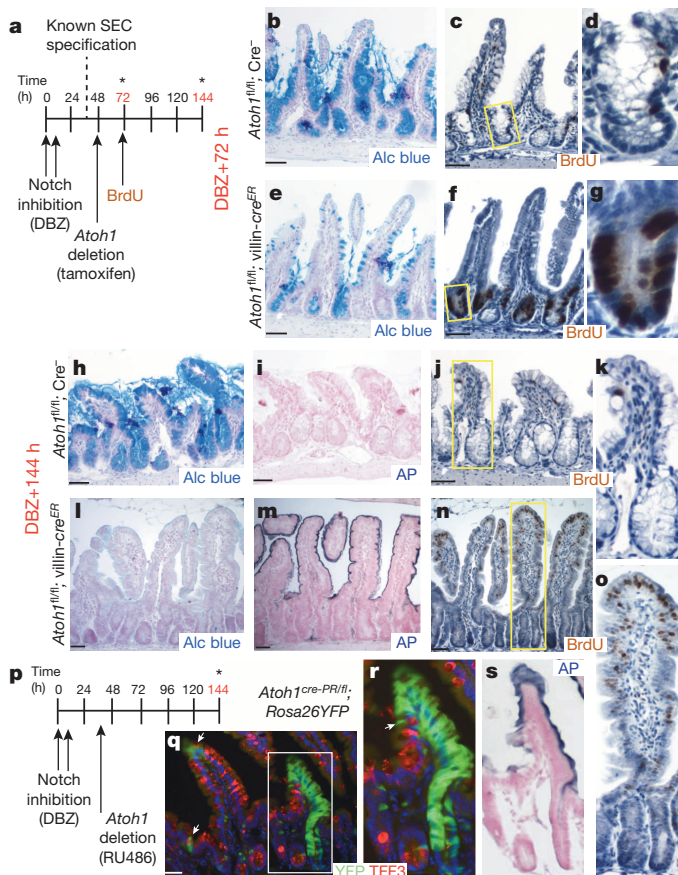 a
Known SEC
specification
Time
(h)
* *
0 24 48 72 96 120 144
Notch
inhibition
(DBZ)
Atoh1
deletion
(tamoxifen)
BrdU
DBZ+72 h
Atoh1fl/fl; Cre−
b
Alc blue
c
BrdU
d
Atoh1fl/fl; villin-creER
e
Alc blue
f
BrdU
g
DBZ+144 h
Atoh1fl/fl; Cre−
h
Alc blue
i
AP
j
BrdU
k
Atoh1fl/fl; villin-creER
l
Alc blue
m
AP
n
BrdU
o
p
Time
(h)
*
0 24 48 72 96 120 144
Notch
inhibition
(DBZ)
Atoh1
deletion
(RU486)
Atoh1cre-PR/fl;
Rosa26YFP
q
YFP TFF3
r
s
AP